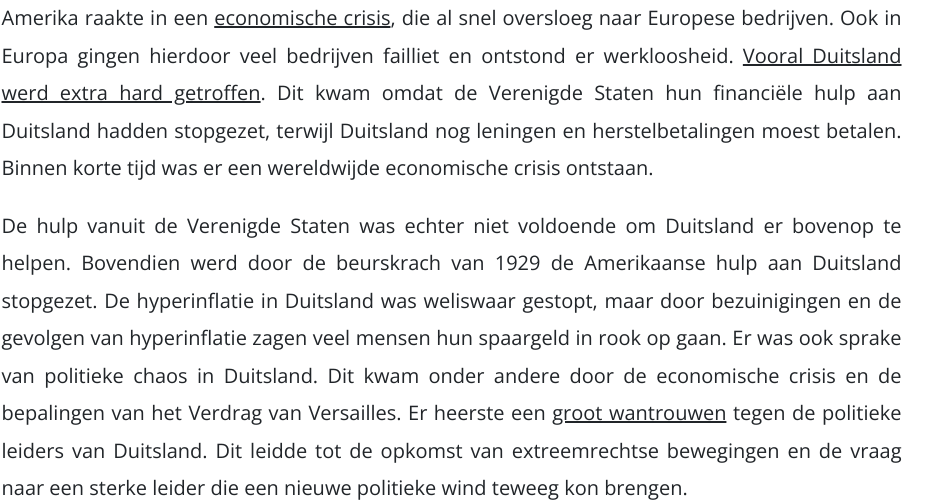 Amerika raakte in een economische crisis, die al snel oversloeg naar Europese bedrijven. Ook in
Europa gingen hierdoor veel bedrijven failliet en ontstond er werkloosheid. Vooral Duitsland
werd extra hard getroffen. Dit kwam omdat de Verenigde Staten hun financiële hulp aan
Duitsland hadden stopgezet, terwijl Duitsland nog leningen en herstelbetalingen moest betalen.
Binnen korte tijd was er een wereldwijde economische crisis ontstaan.
De hulp vanuit de Verenigde Staten was echter niet voldoende om Duitsland er bovenop te
helpen. Bovendien werd door de beurskrach van 1929 de Amerikaanse hulp aan Duitsland
stopgezet. De hyperinflatie in Duitsland was weliswaar gestopt, maar door bezuinigingen en de
gevolgen van hyperinflatie zagen veel mensen hun spaargeld in rook op gaan. Er was ook sprake
van politieke chaos in Duitsland. Dit kwam onder andere door de economische crisis en de
bepalingen van het Verdrag van Versailles. Er heerste een groot wantrouwen tegen de politieke
leiders van Duitsland. Dit leidde tot de opkomst van extreemrechtse bewegingen en de vraag
naar een sterke leider die een nieuwe politieke wind teweeg kon brengen.